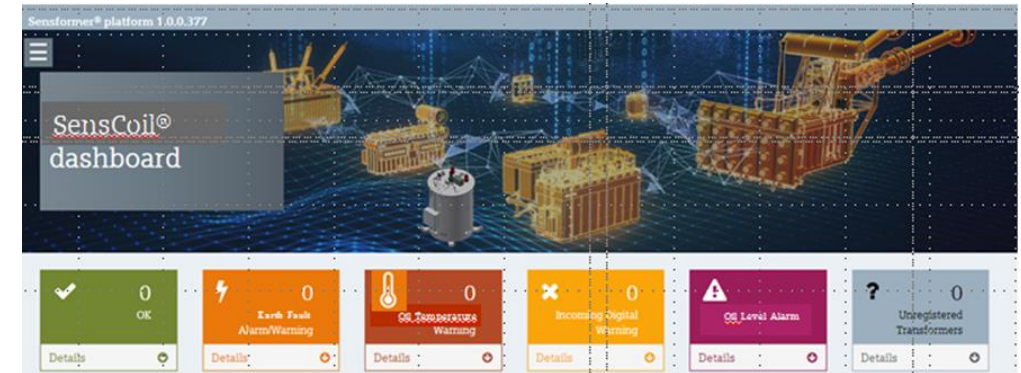 Sensformer® platform 1.0.0.377
SensCoil®
dashboard
0
OK
Details
0
Earth Fault
Alarm/Warning
Details
0
Oil Temperature
Warning
Details
0
Incoming Digital
Warning
Details
Oil Level Alarm
Details
0
Unregistered
Transformers
Details